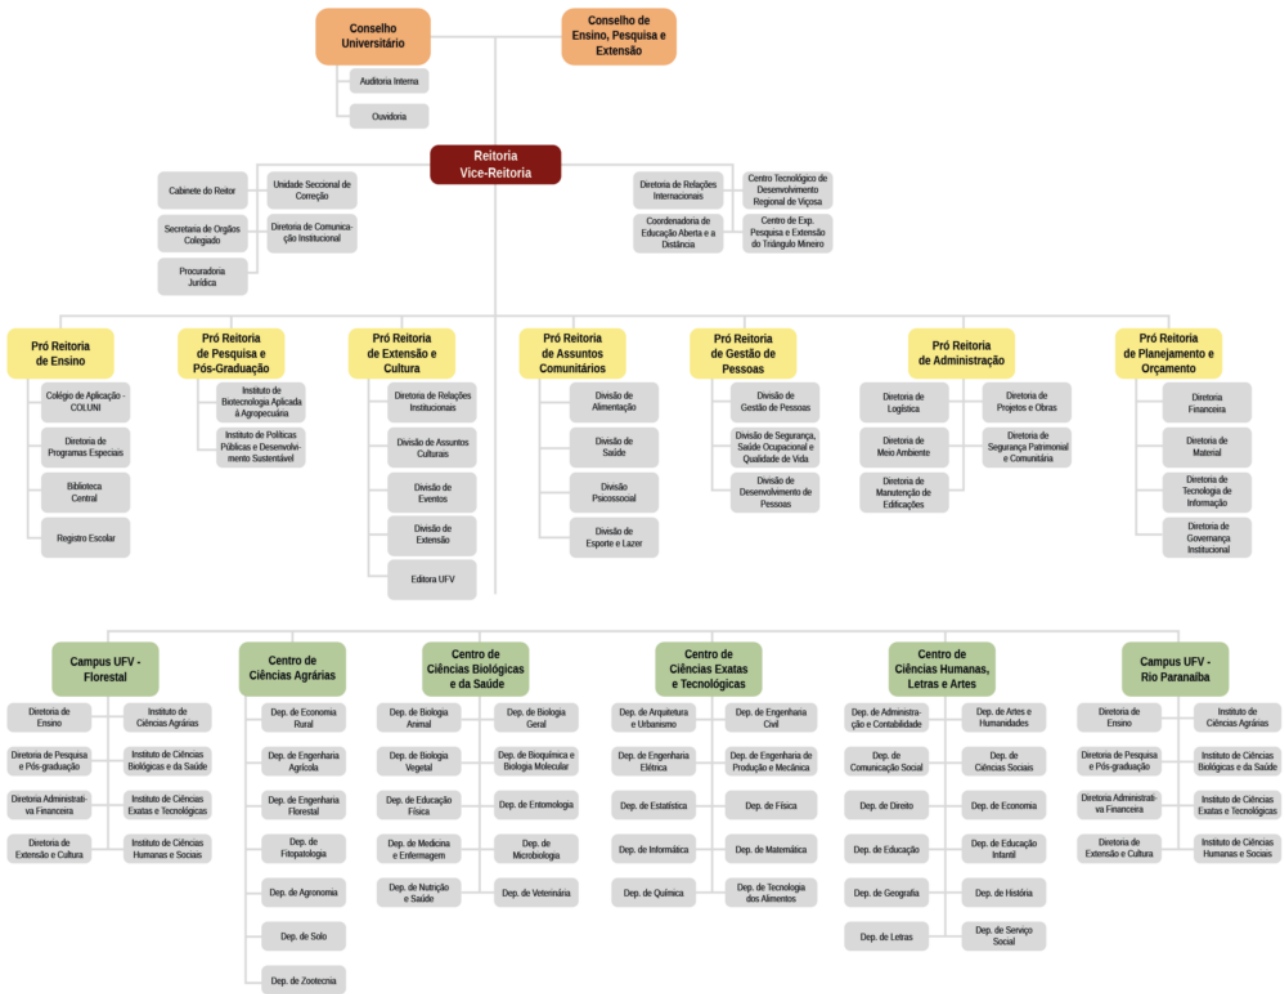 Conselho
Universitário
Conselho de
Ensino, Pesquisa e
Extensão
Auditoria Interna
Ouvidoria
Reitoria
Vice-Reitoria
Cabinete do Reitor
Unidade Seccional de
Correção
Secretaria de Orgãos
Colegiado
Diretoria de Comunica-
ção Institucional
Procuradoria
Jurídica
Diretoria de Relações
Internacionais
Centro Tecnológico de
Desenvolvimento
Regional de Viçosa
Coordenadoria de
Educação Aberta e a
Distância
Centro de Exp.
Pesquisa e Extensão
do Triângulo Mineiro
Pró Reitoria
de Ensino
Colégio de Aplicação -
COLUNI
Diretoria de
Programas Especiais
Biblioteca
Central
Registro Escolar
Pró Reitoria
de Pesquisa e
Pós-Graduação
Instituto de
Biotecnologia Aplicada
á Agropecuária
Instituto de Políticas
Públicas e Desenvolvi-
mento Sustentável
Pró Reitoria
de Extensão e
Cultura
Diretoria de Relações
Institucionais
Divisão de Assuntos
Culturais
Divisão de
Eventos
Divisão de
Extensão
Editora UFV
Pró Reitoria
de Assuntos
Comunitários
Divisão de
Alimentação
Divisão de
Saúde
Divisão
Psicossocial
Divisão de
Esporte e Lazer
Pró Reitoria
de Gestão de
Pessoas
Divisão de
Gestão de Pessoas
Divisão de Segurança,
Saúde Ocupacional e
Qualidade de Vida
Divisão de
Desenvolvimento de
Pessoas
Pró Reitoria
de Administração
Diretoria de
Logística
Diretoria de
Projetos e Obras
Diretoria de
Meio Ambiente
Diretoria de
Segurança Patrimonial
e Comunitária
Diretoria de
Manutenção de
Edificações
Pró Reitoria
de Planejamento e
Orçamento
Diretoria
Financeira
Diretoria de
Material
Diretoria de
Tecnologia de
Informação
Diretoria de
Governança
Institucional
Campus UFV -
Florestal
Diretoria de
Ensino
Instituto de
Ciências Agrárias
Diretoria de Pesquisa
e Pós-graduação
Instituto de Ciências
Biológicas e da Saúde
Diretoria Administrati-
va Financeira
Instituto de Ciências
Exatas e Tecnológicas
Diretoria de
Extensão e Cultura
Instituto de Ciências
Humanas e Sociais
Centro de
Ciências Agrárias
Dep. de Economia
Rural
Dep. de Engenharia
Agrícola
Dep. de Engenharia
Florestal
Dep. de
Fitopatologia
Dep. de Agronomia
Dep. de Solo
Dep. de Zootecnia
Centro de
Ciências Biológicas
e da Saúde
Dep. de Biologia
Animal
Dep. de Biologia
Geral
Dep. de Biologia
Vegetal
Dep. de Bioquímica e
Biologia Molecular
Dep. de Educação
Física
Dep. de Entomologia
Dep. de Medicina
e Enfermagem
Dep. de
Microbiologia
Dep. de Nutrição
e Saúde
Dep. de Veterinária
Centro de
Ciências Exatas
e Tecnológicas
Dep. de Arquitetura
e Urbanismo
Dep. de Engenharia
Civil
Dep. de Engenharia
Elétrica
Dep. de Engenharia de
Produção e Mecânica
Dep. de Estatística
Dep. de Física
Dep. de Informática
Dep. de Matemática
Dep. de Química
Dep. de Tecnologia
dos Alimentos
Centro de
Ciências Humanas,
Letras e Artes
Dep. de Administra-
ção e Contabilidade
Dep. de Artes e
Humanidades
Dep. de
Comunicação Social
Dep. de
Ciências Sociais
Dep. de Direito
Dep. de Economia
Dep. de Educação
Dep. de Educação
Infantil
Dep. de Geografia
Dep. de História
Dep. de Letras
Dep. de Serviço
Social
Campus UFV -
Rio Paranaíba
Diretoria de
Ensino
Instituto de
Ciências Agrárias
Diretoria de Pesquisa
e Pós-graduação
Instituto de Ciências
Biológicas e da Saúde
Diretoria Administrati-
va Financeira
Instituto de Ciências
Exatas e Tecnológicas
Diretoria de
Extensão e Cultura
Instituto de Ciências
Humanas e Sociais